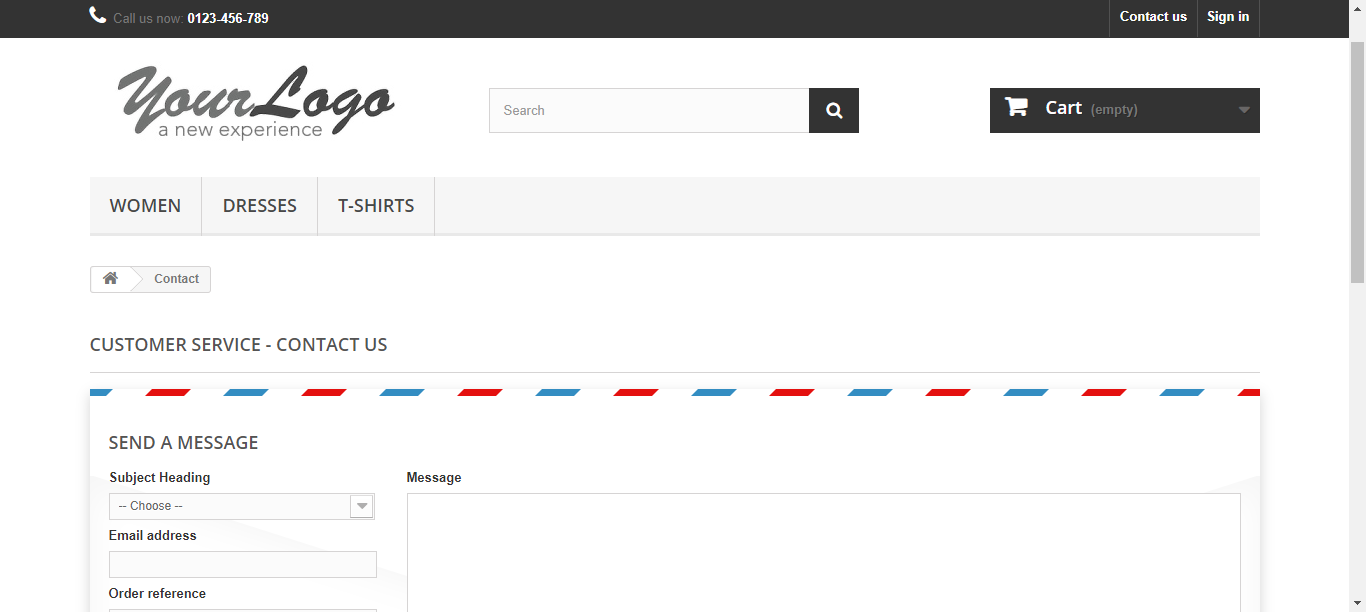 Call us now: 0123-456-789
Contact us
Sign in
YourLogo
a new experience
Search
Cart (empty)
WOMEN
DRESSES
T-SHIRTS
Contact
CUSTOMER SERVICE - CONTACT US
SEND A MESSAGE
Subject Heading
Message
-- Choose --
Email address
Order reference